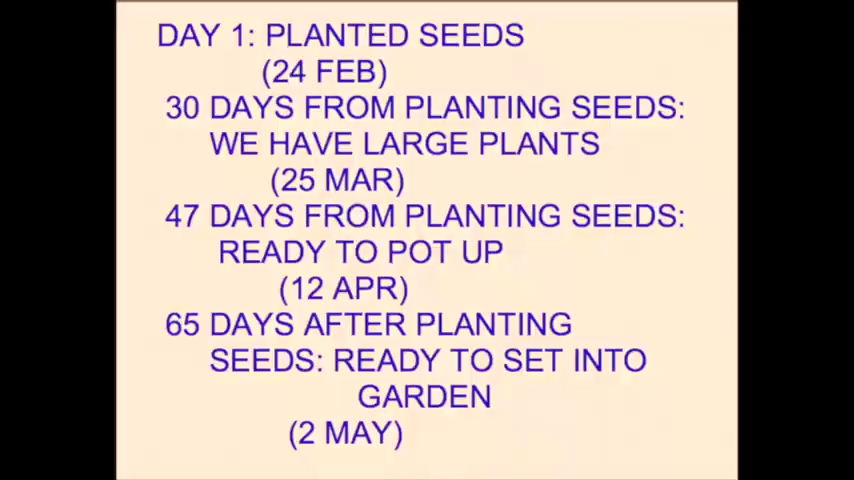 DAY 1: PLANTED SEEDS
(24 FEB)
30 DAYS FROM PLANTING SEEDS:
WE HAVE LARGE PLANTS
(25 MAR)
47 DAYS FROM PLANTING SEEDS:
READY TO POT UP
(12 APR)
65 DAYS AFTER PLANTING
SEEDS: READY TO SET INTO
GARDEN
(2 MAY)